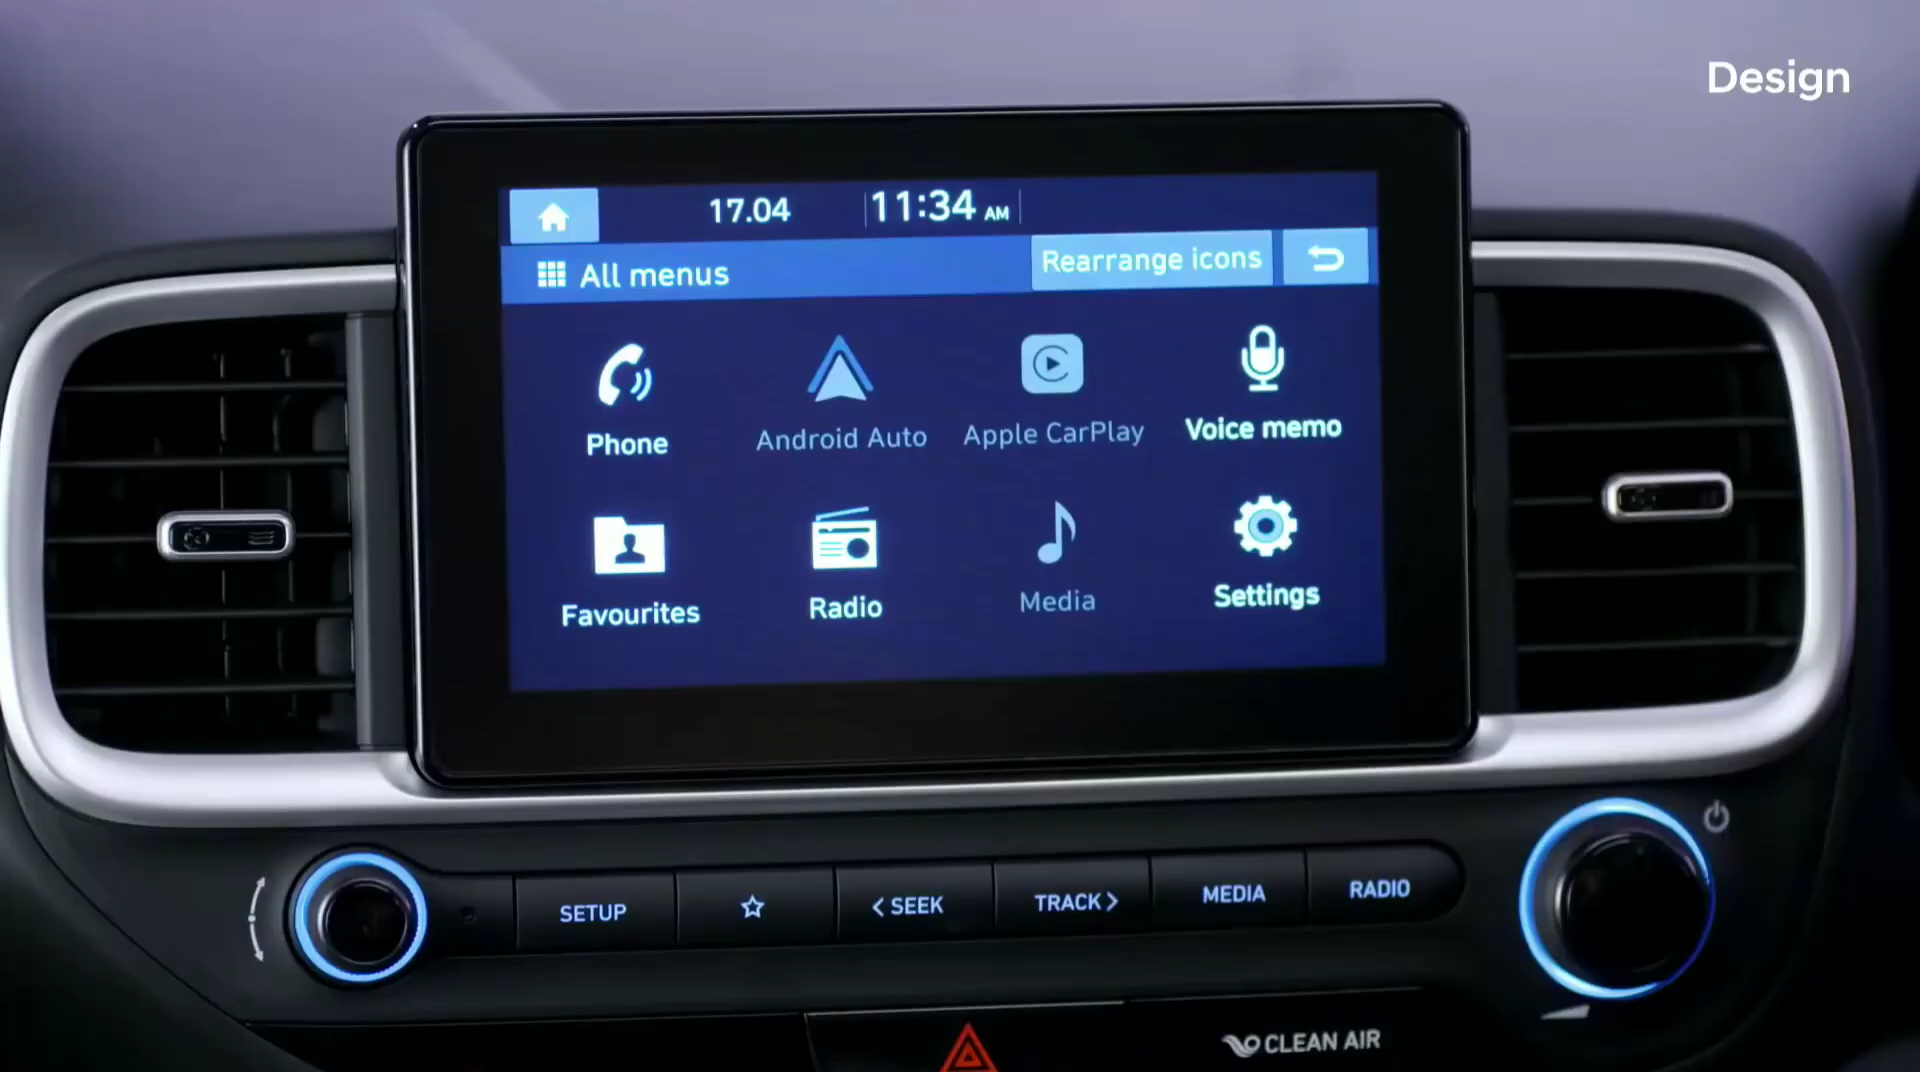 Design
17.04
11:34 AM
All menus
Rearrange icons
Phone
Android Auto
Apple CarPlay
Voice memo
Favourites
Radio
Media
Settings
SETUP
SEEK
TRACK
MEDIA
RADIO
CLEAN AIR